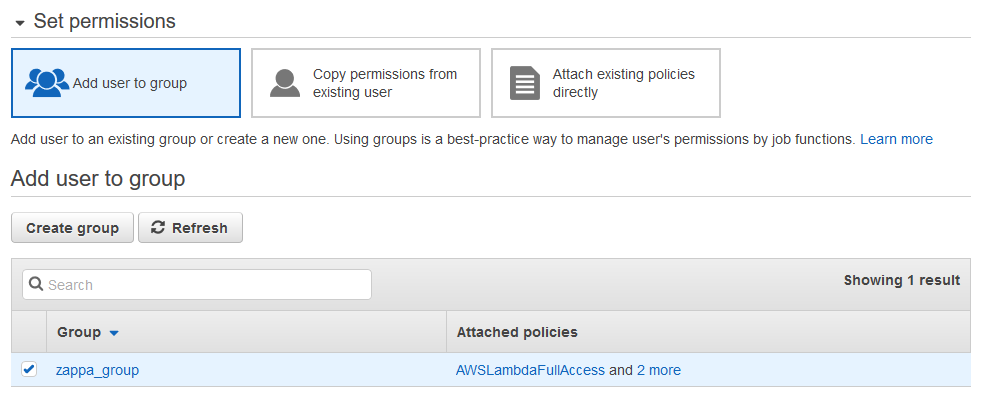 Set permissions
Add user to group
Copy permissions from
existing user
Attach existing policies
directly
Add user to an existing group or create a new one. Using groups is a best-practice way to manage user's permissions by job functions. Learn more
Add user to group
Create group
Refresh
Search
Showing 1 result
Group
Attached policies
zappa_group
AWSLambdaFullAccess and 2 more